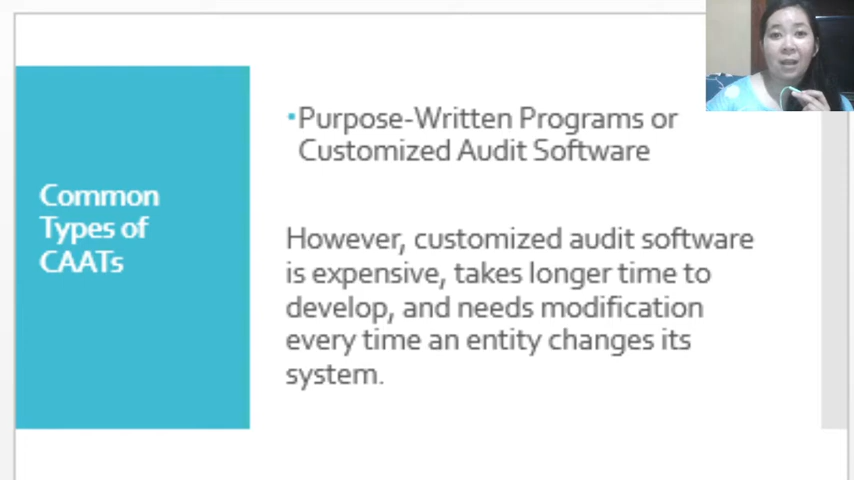 Common
Types of
CAATs
•Purpose-Written Programs or
Customized Audit Software
However, customized audit software
is expensive, takes longer time to
develop, and needs modification
every time an entity changes its
system.